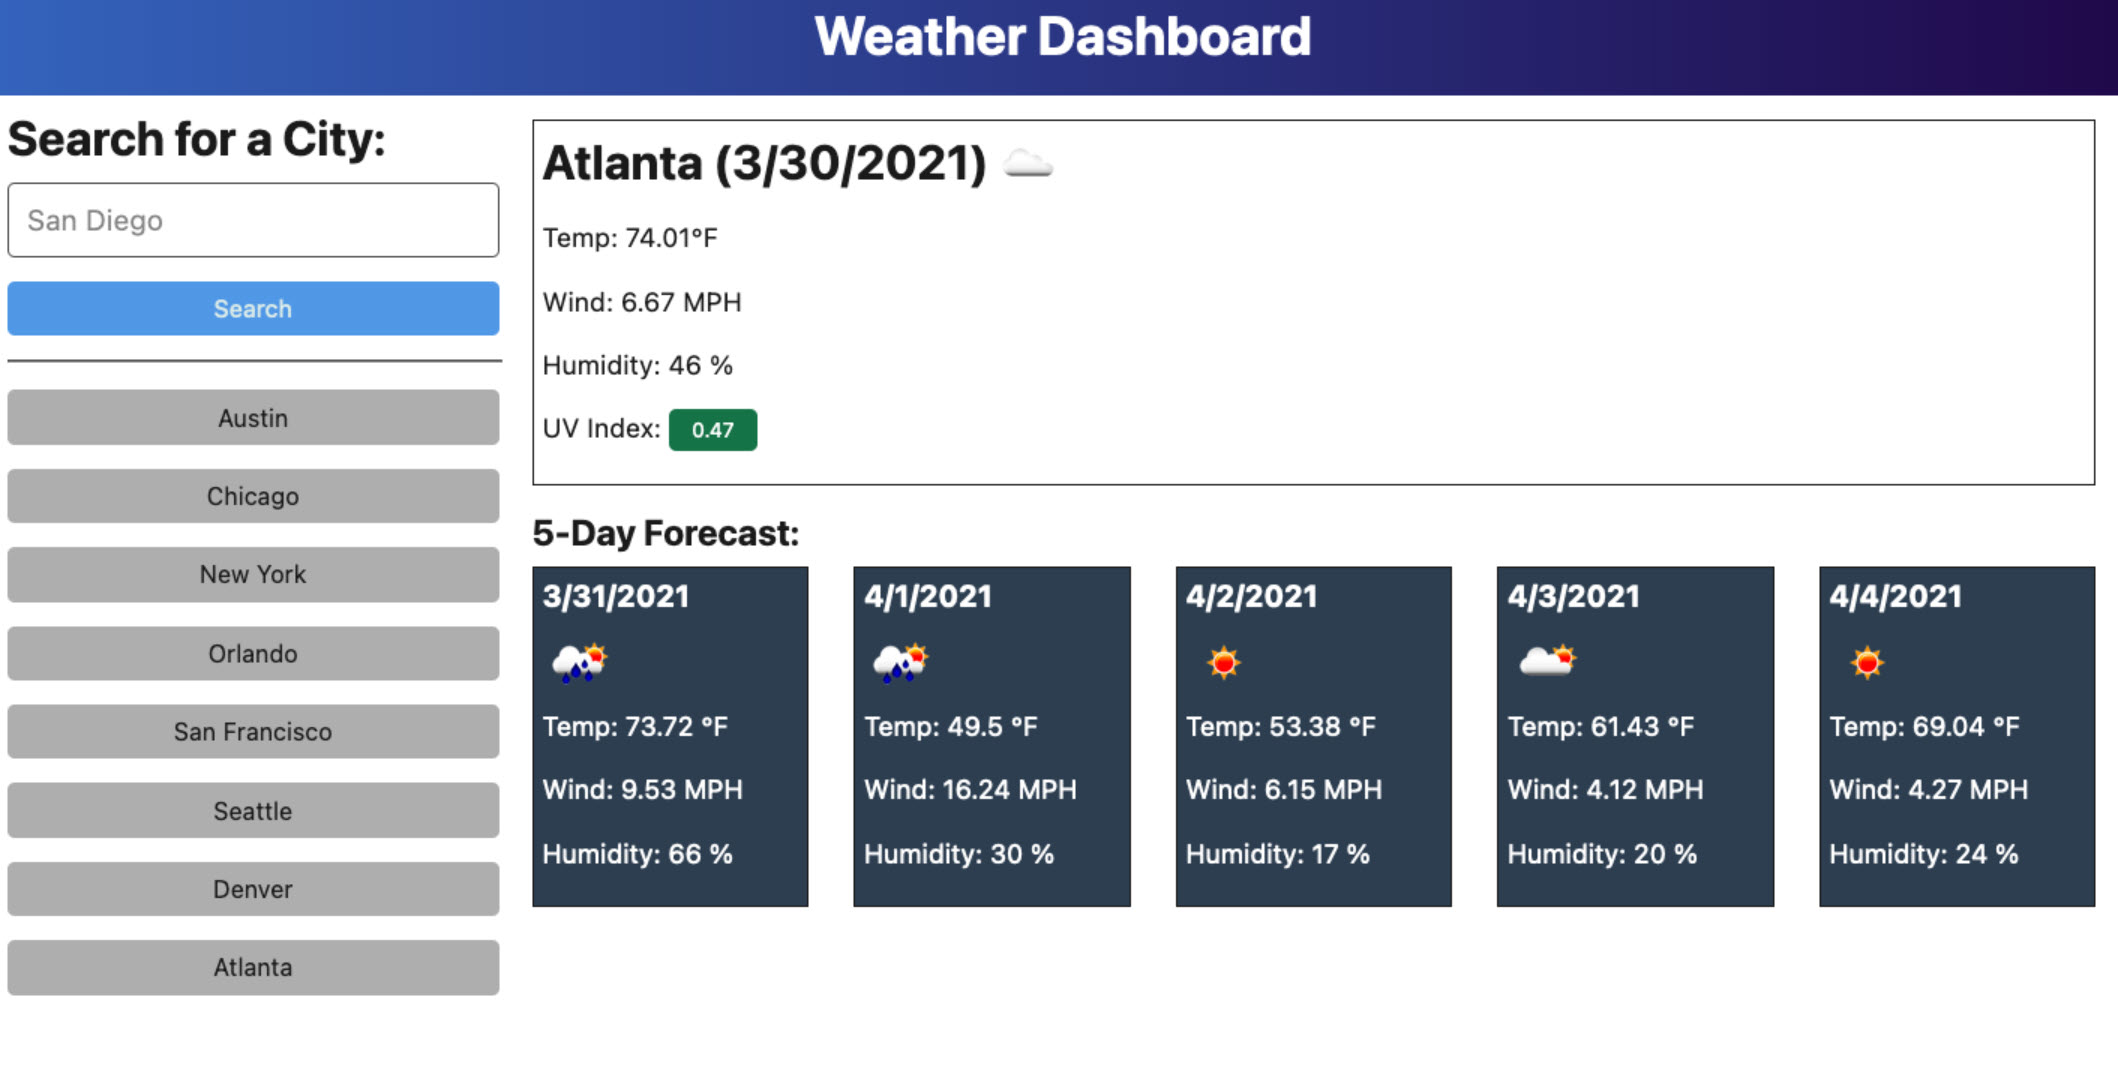 Weather Dashboard
Search for a City:
San Diego
Search
Austin
Chicago
New York
Orlando
San Francisco
Seattle
Denver
Atlanta
Atlanta (3/30/2021)
Temp: 74.01°F
Wind: 6.67 MPH
Humidity: 46 %
UV Index: 0.47
5-Day Forecast:
3/31/2021
Temp: 73.72 °F
Wind: 9.53 MPH
Humidity: 66 %
4/1/2021
Temp: 49.5 °F
Wind: 16.24 MPH
Humidity: 30 %
4/2/2021
Temp: 53.38 °F
Wind: 6.15 MPH
Humidity: 17 %
4/3/2021
Temp: 61.43 °F
Wind: 4.12 MPH
Humidity: 20 %
4/4/2021
Temp: 69.04 °F
Wind: 4.27 MPH
Humidity: 24 %